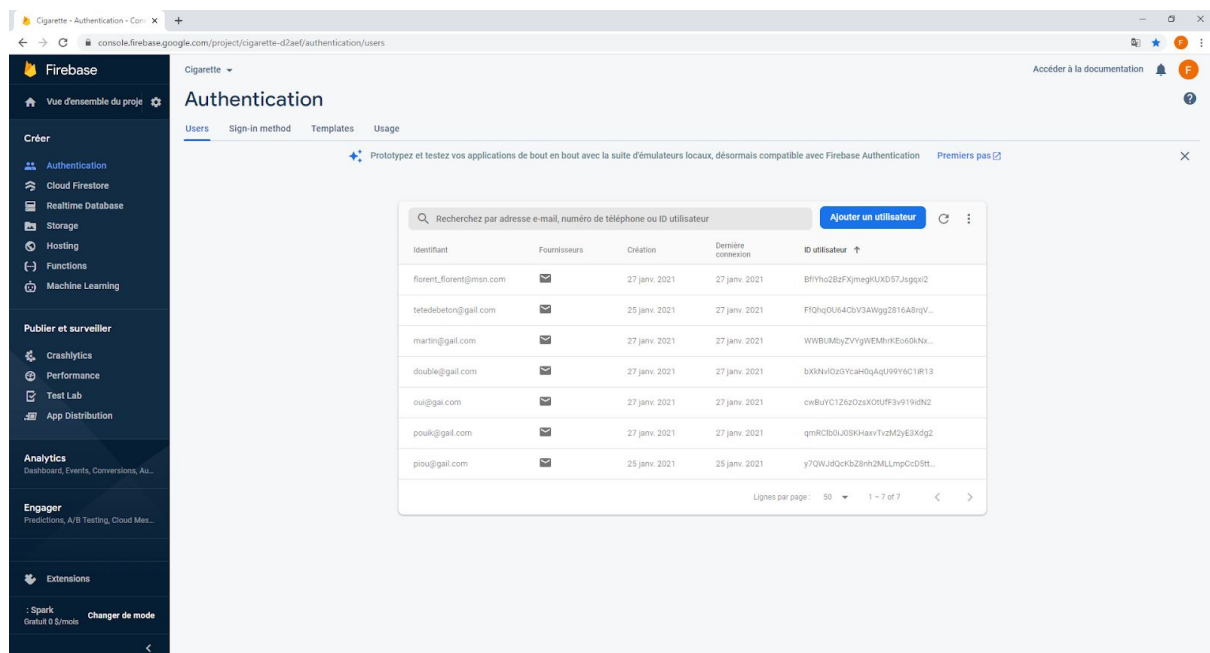 Cigarette - Authentication - Con
console.firebase.google.com/project/cigarette-d2aef/authentication/users
Firebase
Vue d'ensemble du proje
Créer
Authentication
Cloud Firestore
Realtime Database
Storage
Hosting
Functions
Machine Learning
Publier et surveiller
Crashlytics
Performance
Test Lab
App Distribution
Analytics
Dashboard, Events, Conversions, Au...
Engager
Predictions, A/B Testing, Cloud Mes...
Extensions
: Spark
Gratuit 0 $/mois
Changer de mode
Cigarette
Accéder à la documentation
F
Authentication
Users Sign-in method Templates Usage
Prototypez et testez vos applications de bout en bout avec la suite d'émulateurs locaux, désormais compatible avec Firebase Authentication Premiers pas
Recherchez par adresse e-mail, numéro de téléphone ou ID utilisateur
Ajouter un utilisateur
Identifiant Fournisseurs Création Dernière connexion ID utilisateur
florent_florent@msn.com 27 janv. 2021 27 janv. 2021
tetedebeton@gail.com 25 janv. 2021 27 janv. 2021
martin@gail.com 27 janv. 2021 27 janv. 2021
double@gail.com 27 janv. 2021 27 janv. 2021
oui@gai.com 27 janv. 2021 27 janv. 2021
pouik@gail.com 27 janv. 2021 27 janv. 2021
piou@gail.com 25 janv. 2021 25 janv. 2021
Lignes par page : 50 1 – 7 of 7